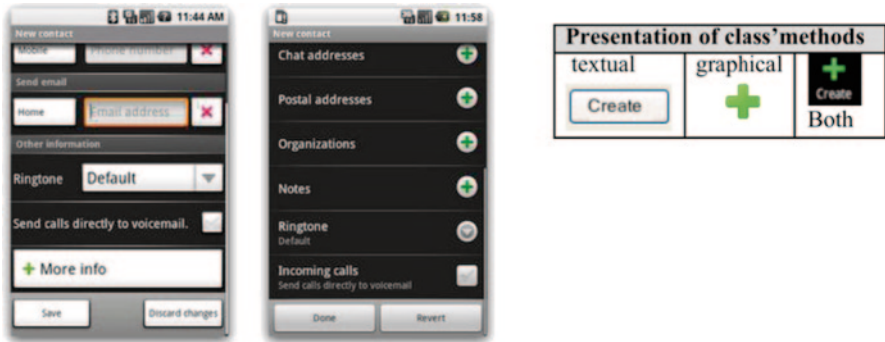 11:44 AM
New contact
Mobile
Phone number
Send email
Home
Email address
Other information
Ringtone
Default
Send calls directly to voicemail.
+ More info
Save
Discard changes
11:58
New contact
Chat addresses
Postal addresses
Organizations
Notes
Ringtone
Default
Incoming calls
Send calls directly to voicemail
Done
Revert
Presentation of class'methods
textual
graphical
Create
Create
Both